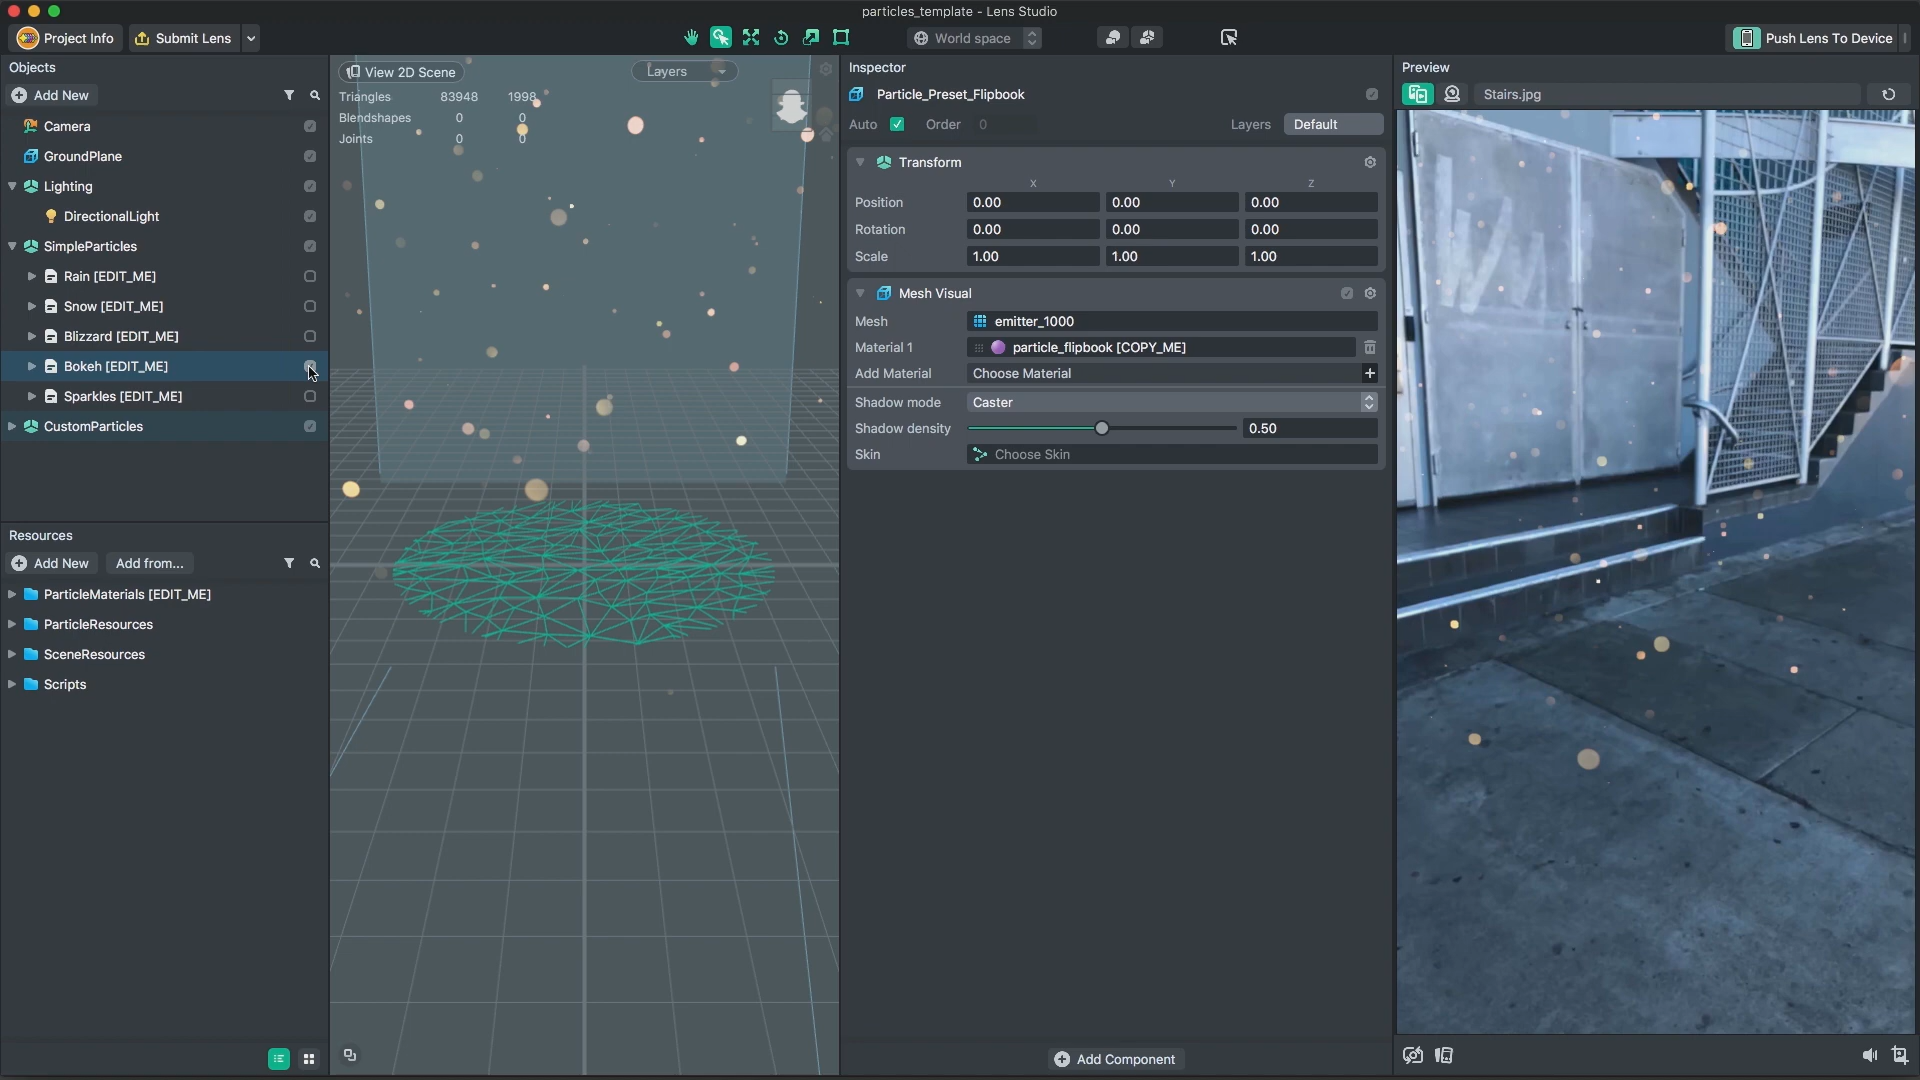 particles_template - Lens Studio
Project Info
Submit Lens
World space
Push Lens To Device
Objects
Add New
Camera
GroundPlane
Lighting
DirectionalLight
SimpleParticles
Rain [EDIT_ME]
Snow [EDIT_ME]
Blizzard [EDIT_ME]
Bokeh [EDIT_ME]
Sparkles [EDIT_ME]
CustomParticles
Resources
Add New
Add from...
ParticleMaterials [EDIT_ME]
ParticleResources
SceneResources
Scripts
View 2D Scene
Layers
Triangles 83948 1998
Blendshapes 0 0
Joints 0 0
Inspector
Particle_Preset_Flipbook
Auto Order 0 Layers Default
Transform
X Y Z
Position 0.00 0.00 0.00
Rotation 0.00 0.00 0.00
Scale 1.00 1.00 1.00
Mesh Visual
Mesh emitter_1000
Material 1 particle_flipbook [COPY_ME]
Add Material Choose Material
Shadow mode Caster
Shadow density 0.50
Skin Choose Skin
Add Component
Preview
Stairs.jpg